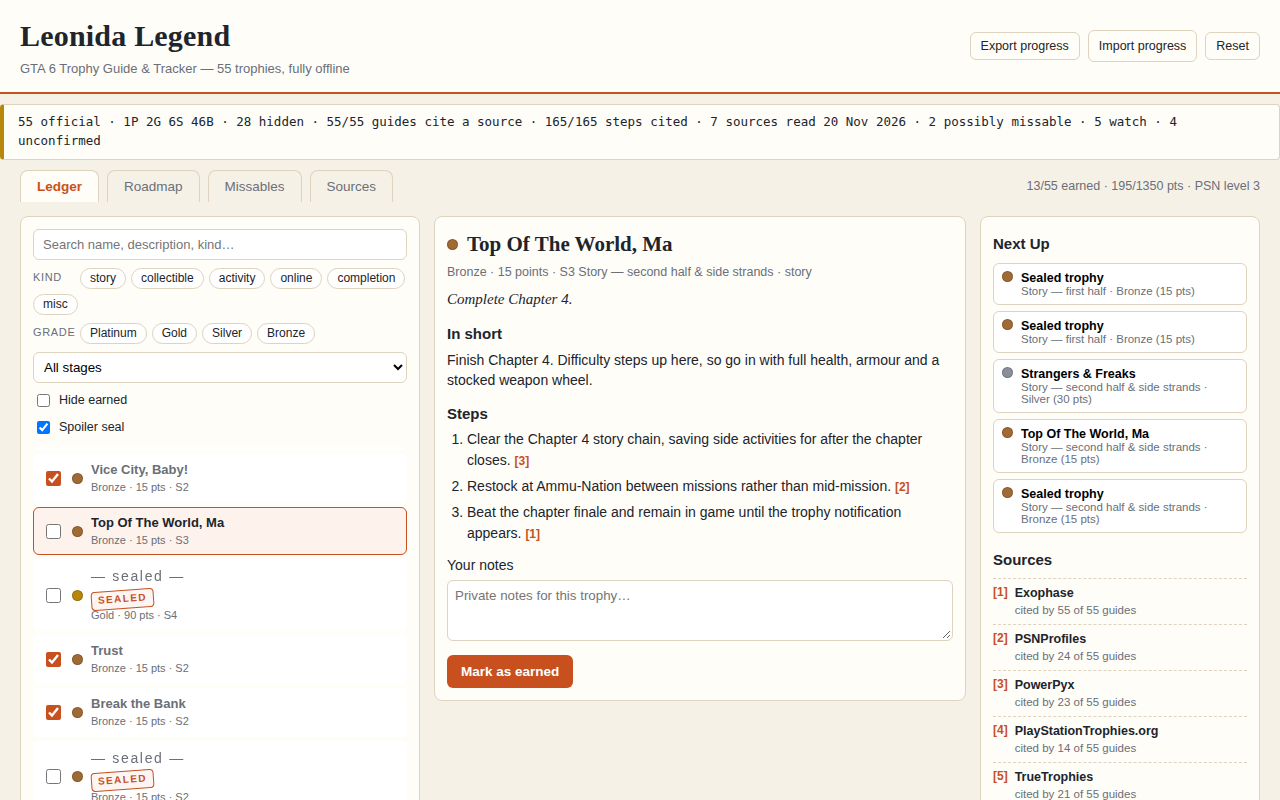 Leonida Legend
GTA 6 Trophy Guide & Tracker — 55 trophies, fully offline
Export progress
Import progress
Reset
55 official · 1P 2G 6S 46B · 28 hidden · 55/55 guides cite a source · 165/165 steps cited · 7 sources read 20 Nov 2026 · 2 possibly missable · 5 watch · 4
unconfirmed
Ledger
Roadmap
Missables
Sources
13/55 earned · 195/1350 pts · PSN level 3
Search name, description, kind…
KIND
story
collectible
activity
online
completion
misc
GRADE
Platinum
Gold
Silver
Bronze
All stages
Hide earned
Spoiler seal
Vice City, Baby!
Bronze · 15 pts · S2
Top Of The World, Ma
Bronze · 15 pts · S3
— sealed —
SEALED
Gold · 90 pts · S4
Trust
Bronze · 15 pts · S2
Break the Bank
Bronze · 15 pts · S2
— sealed —
SEALED
Bronze · 15 pts · S2
Top Of The World, Ma
Bronze · 15 points · S3 Story — second half & side strands · story
Complete Chapter 4.
In short
Finish Chapter 4. Difficulty steps up here, so go in with full health, armour and a
stocked weapon wheel.
Steps
1. Clear the Chapter 4 story chain, saving side activities for after the chapter
closes. [3]
2. Restock at Ammu-Nation between missions rather than mid-mission. [2]
3. Beat the chapter finale and remain in game until the trophy notification
appears. [1]
Your notes
Private notes for this trophy…
Mark as earned
Next Up
Sealed trophy
Story — first half · Bronze (15 pts)
Sealed trophy
Story — first half · Bronze (15 pts)
Strangers & Freaks
Story — second half & side strands ·
Silver (30 pts)
Top Of The World, Ma
Story — second half & side strands ·
Bronze (15 pts)
Sealed trophy
Story — second half & side strands ·
Bronze (15 pts)
Sources
[1] Exophase
cited by 55 of 55 guides
[2] PSNProfiles
cited by 24 of 55 guides
[3] PowerPyx
cited by 23 of 55 guides
[4] PlayStationTrophies.org
cited by 14 of 55 guides
[5] TrueTrophies
cited by 21 of 55 guides